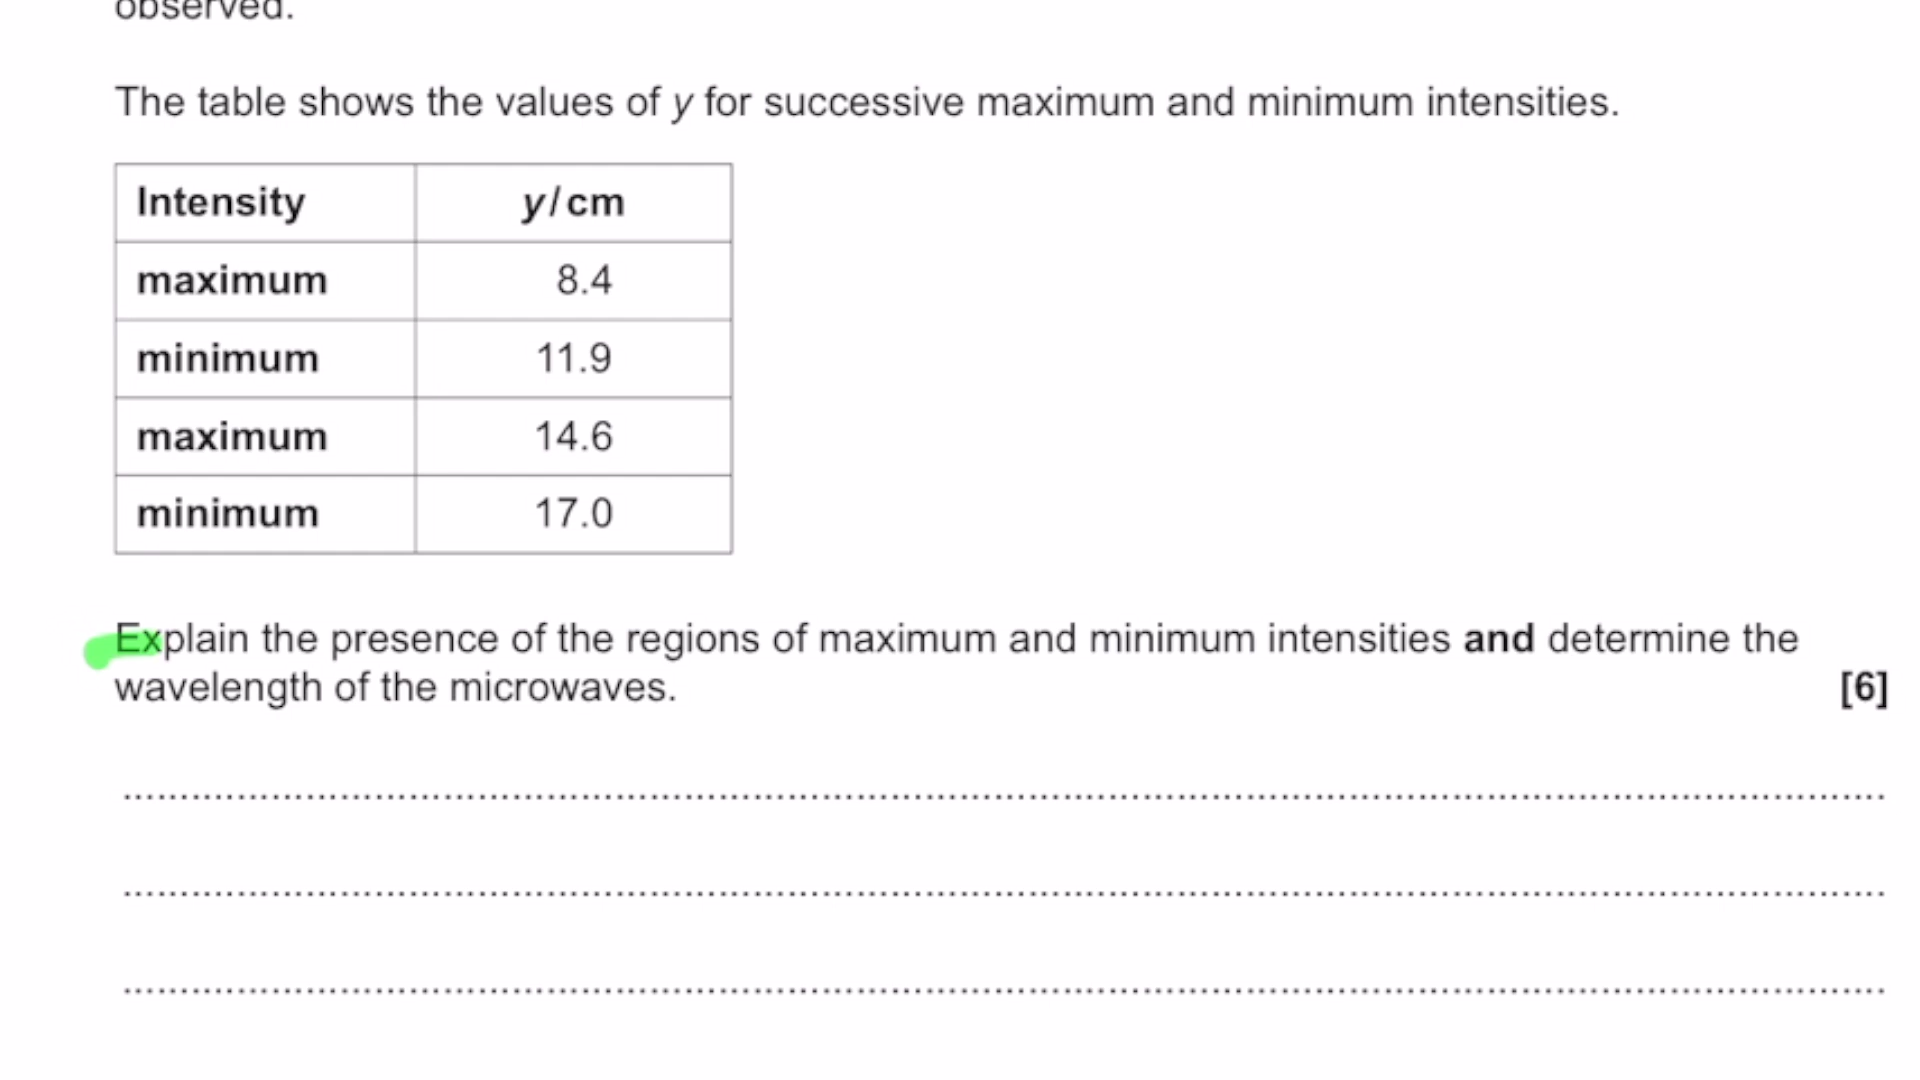 observed.
The table shows the values of y for successive maximum and minimum intensities.
Intensity y/cm
maximum 8.4
minimum 11.9
maximum 14.6
minimum 17.0
Explain the presence of the regions of maximum and minimum intensities and determine the
wavelength of the microwaves. [6]